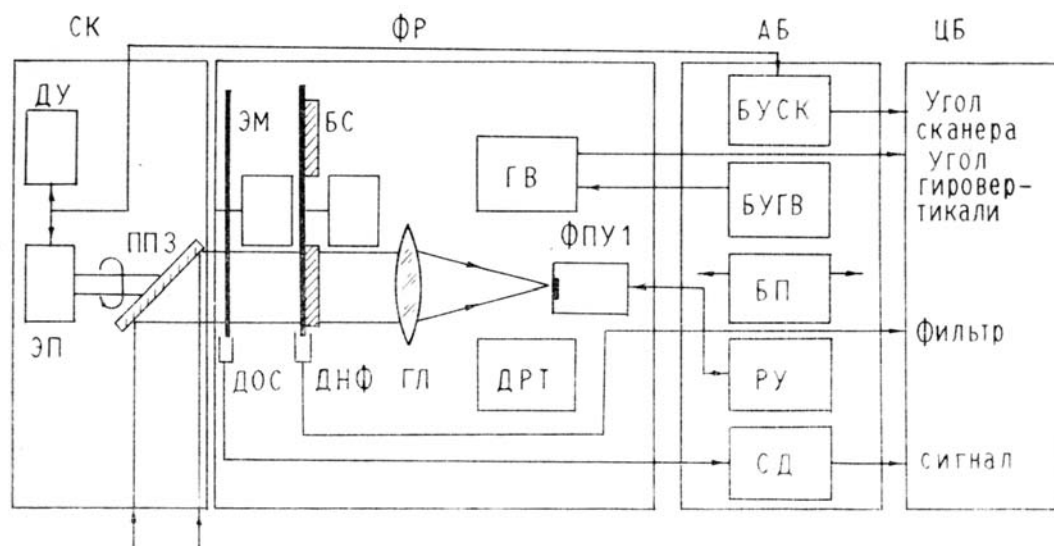 СК
ФР
АБ
ЦБ
ДУ
ЭМ
БС
БУСК
Угол
сканера
ГВ
Угол
гировер-
тикали
БУГВ
ППЗ
ФПУ1
БП
ЭП
фильтр
ДОС
ДНФ
ГЛ
ДРТ
РУ
СД
сигнал